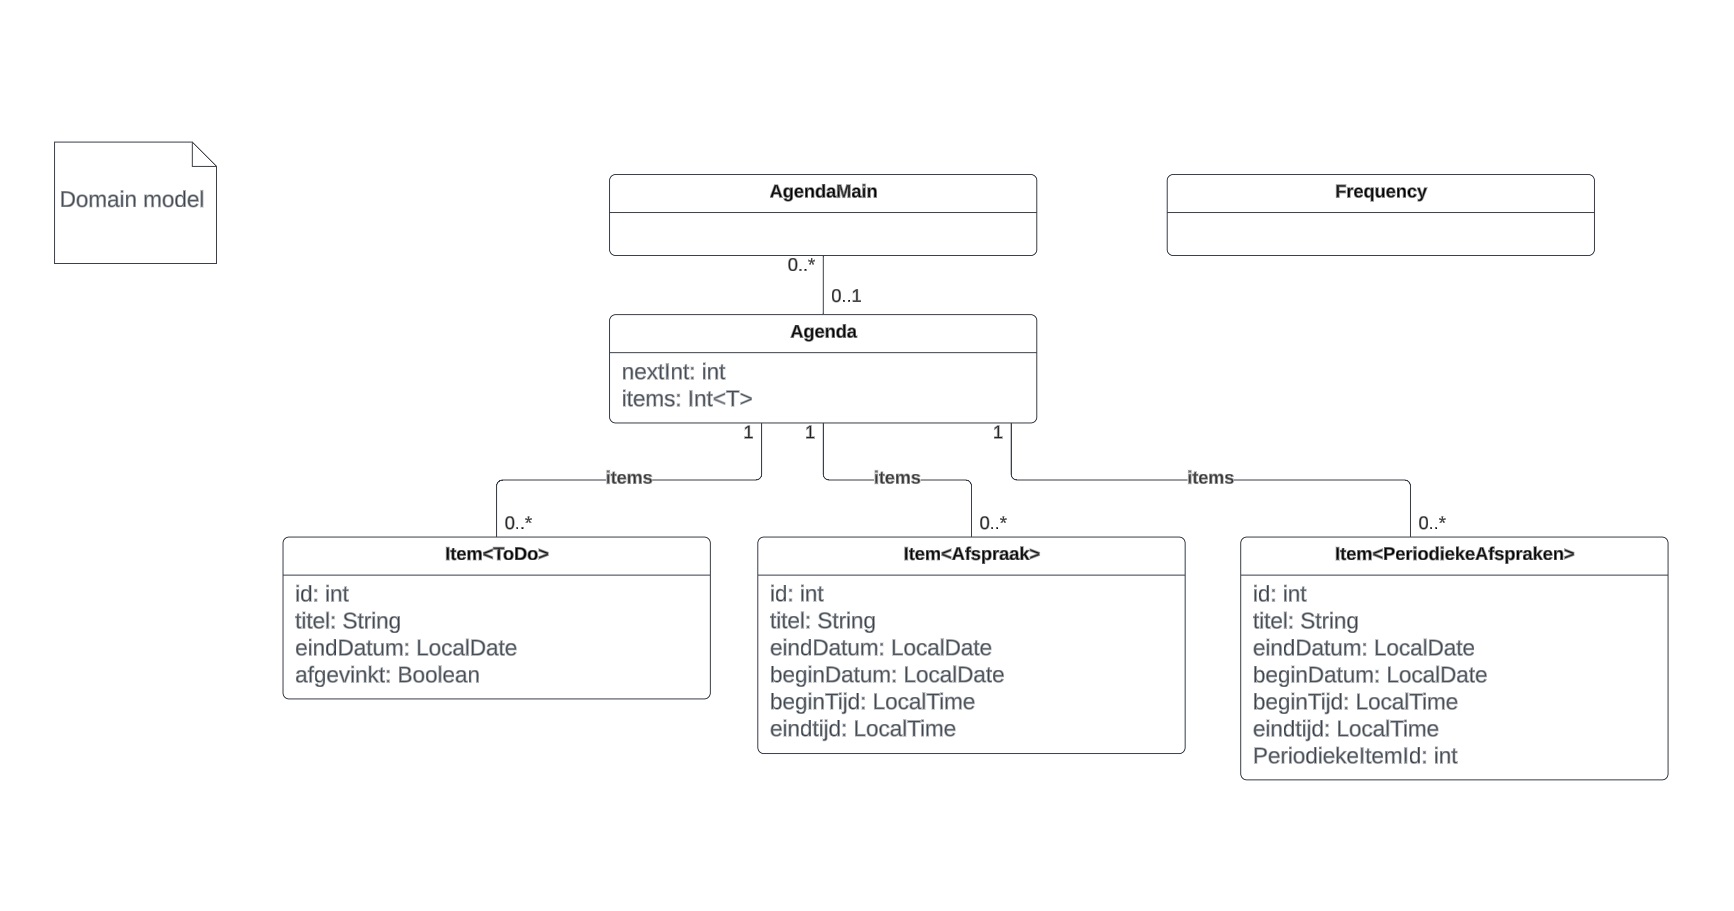 Domain model
AgendaMain
Frequency
0..*
0..1
Agenda
nextInt: int
items: Int<T>
1
1
1
items
items
items
0..*
0..*
0..*
Item<ToDo>
id: int
titel: String
eindDatum: LocalDate
afgevinkt: Boolean
Item<Afspraak>
id: int
titel: String
eindDatum: LocalDate
beginDatum: LocalDate
beginTijd: LocalTime
eindtijd: LocalTime
Item<PeriodiekeAfspraken>
id: int
titel: String
eindDatum: LocalDate
beginDatum: LocalDate
beginTijd: LocalTime
eindtijd: LocalTime
PeriodiekeItemId: int